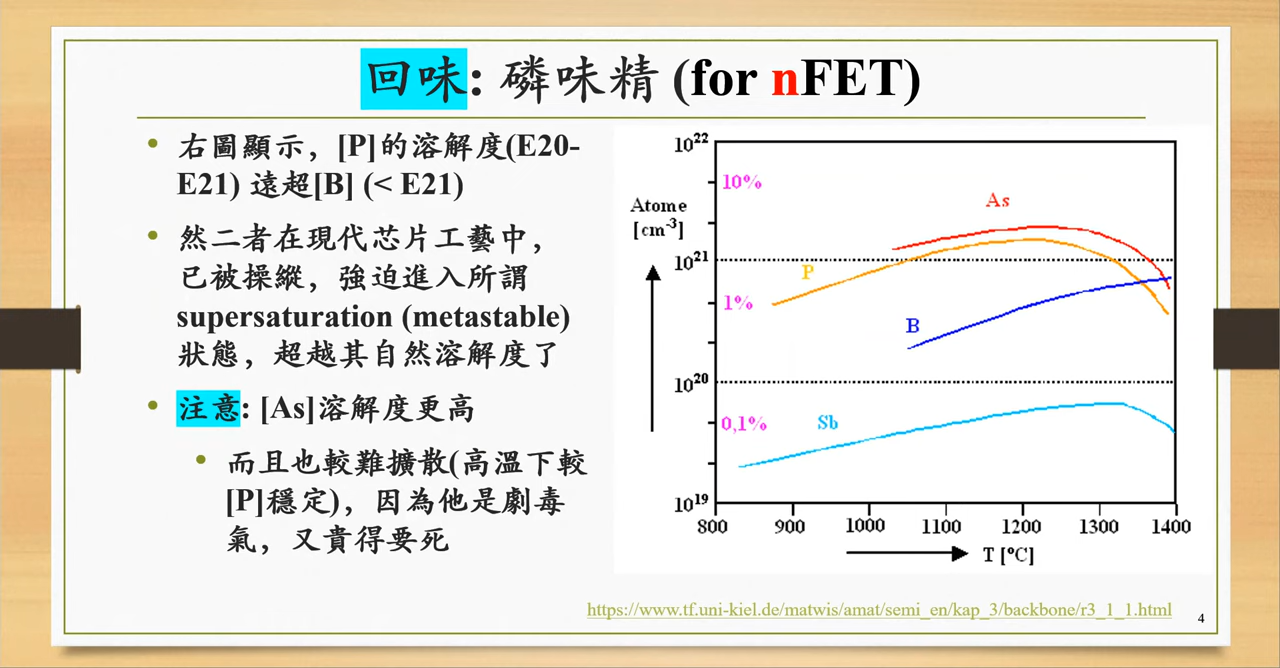 回味: 磷味精 (for nFET)
• 右圖顯示，[P]的溶解度(E20-
E21) 遠超[B] (< E21)
• 然二者在現代芯片工藝中，
已被操縱，強迫進入所謂
supersaturation (metastable)
狀態，超越其自然溶解度了
• 注意: [As]溶解度更高
• 而且也較難擴散(高溫下較
[P]穩定)，因為他是劇毒
氣，又貴得要死
10²²
10%
Atome
[cm⁻³]
As
10²¹
P
1%
B
10²⁰
0,1%
Sb
10¹⁹
800 900 1000 1100 1200 1300 1400
T [°C]
https://www.tf.uni-kiel.de/matwis/amat/semi_en/kap_3/backbone/r3_1_1.html
4